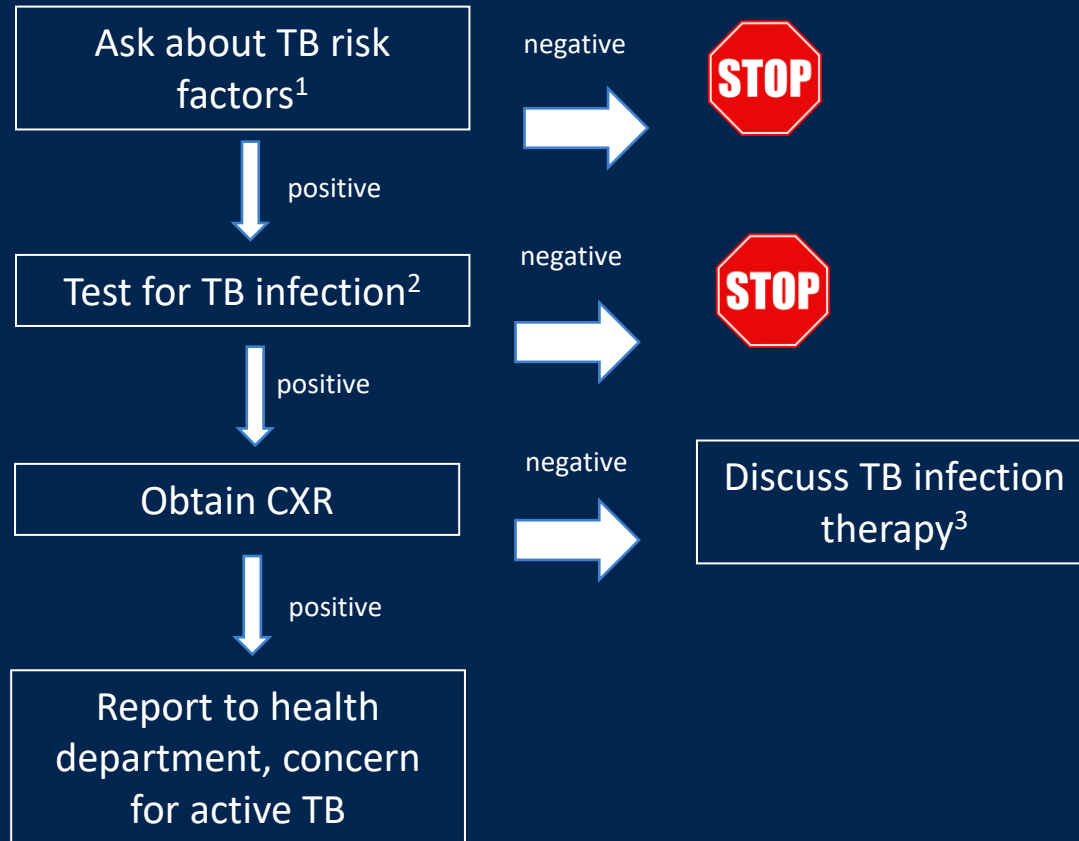 Ask about TB risk
factors¹
negative
STOP
positive
Test for TB infection²
negative
STOP
positive
Obtain CXR
negative
Discuss TB infection
therapy³
positive
Report to health
department, concern
for active TB